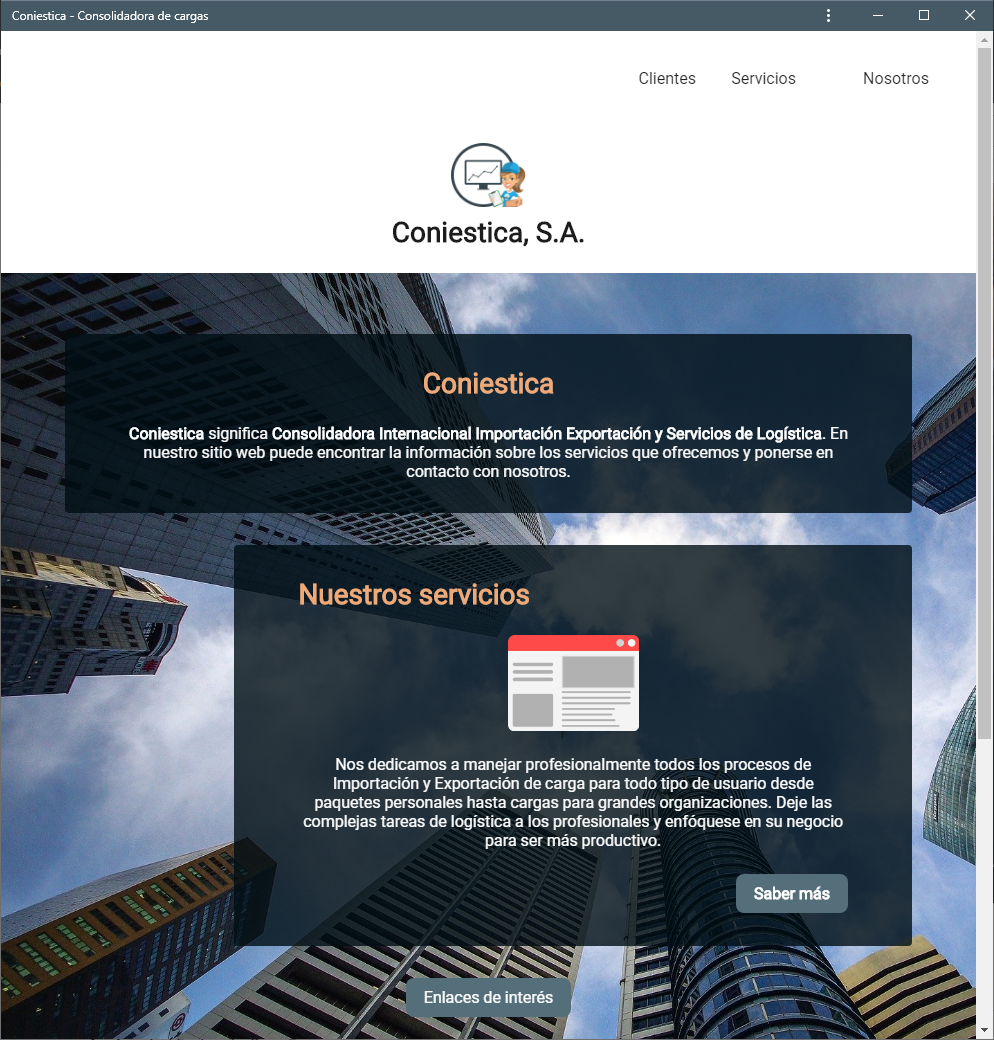 Coniestica - Consolidadora de cargas
Clientes Servicios Nosotros
Coniestica, S.A.
Coniestica
Coniestica significa Consolidadora Internacional Importación Exportación y Servicios de Logística. En
nuestro sitio web puede encontrar la información sobre los servicios que ofrecemos y ponerse en
contacto con nosotros.
Nuestros servicios
Nos dedicamos a manejar profesionalmente todos los procesos de
Importación y Exportación de carga para todo tipo de usuario desde
paquetes personales hasta cargas para grandes organizaciones. Deje las
complejas tareas de logística a los profesionales y enfóquese en su negocio
para ser más productivo.
Saber más
Enlaces de interés